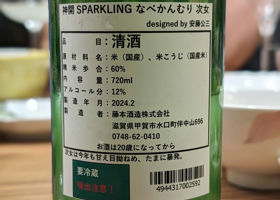 神開 SPARKLING なべかんむり 次女
designed by 安藤公三
品目：清酒
原材料名：米（国産）、米こうじ（国産米）
精米歩合：60%
内容量：720ml
アルコール分：12%
製造年月：2024.2
製造者：藤本酒造株式会社
滋賀県甲賀市水口町伴中山696
0748-62-0410
お酒は20歳になってから
次女は今年も甘え目拗ねめ、たまに暴発。
要冷蔵
噴出注意！
4944317002592